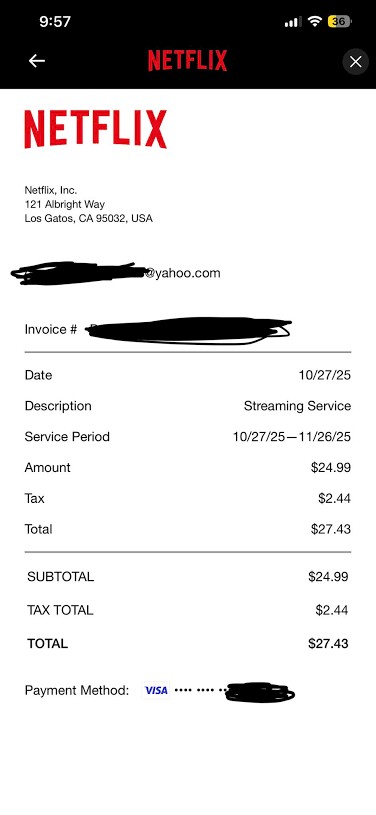 9:57
36
NETFLIX
NETFLIX
Netflix, Inc.
121 Albright Way
Los Gatos, CA 95032, USA
@yahoo.com
Invoice #
Date 10/27/25
Description Streaming Service
Service Period 10/27/25—11/26/25
Amount $24.99
Tax $2.44
Total $27.43
SUBTOTAL $24.99
TAX TOTAL $2.44
TOTAL $27.43
Payment Method: VISA •••• •••• ••